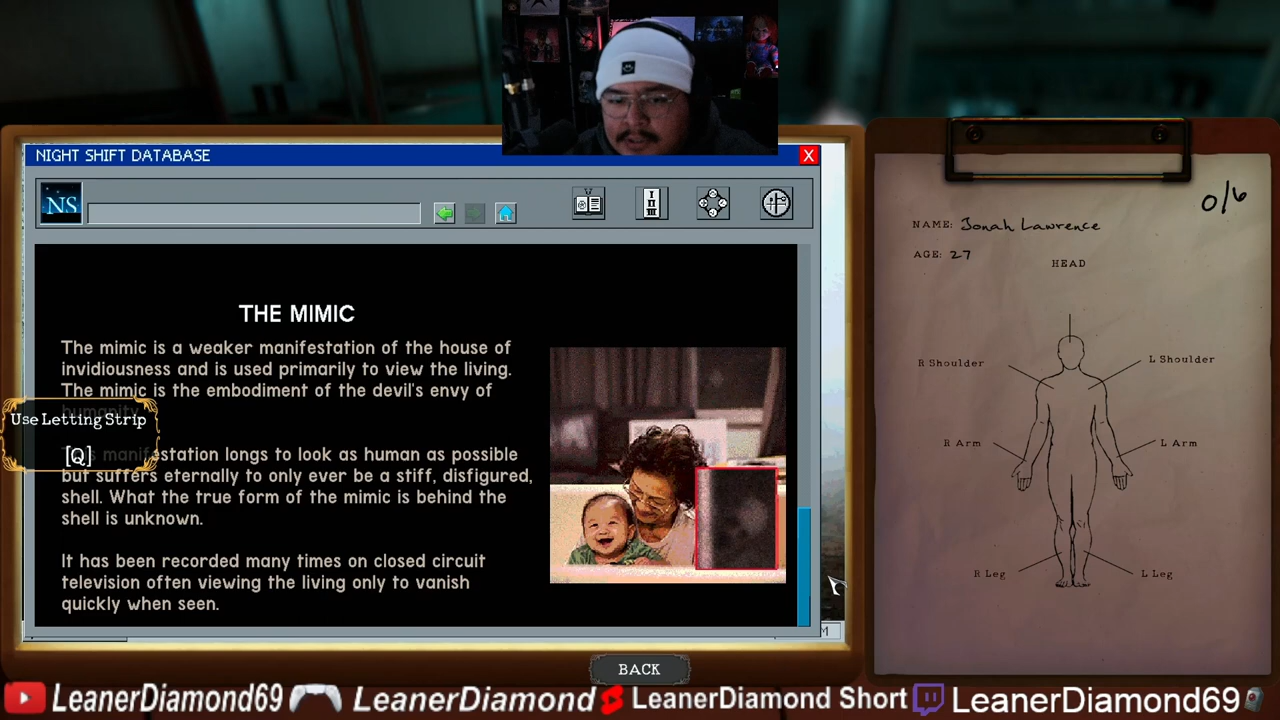 NIGHT SHIFT DATABASE
X
NS
I
II
III
THE MIMIC
The mimic is a weaker manifestation of the house of
invidiousness and is used primarily to view the living.
The mimic is the embodiment of the devil's envy of
humanity.
Use Letting Strip
[Q]
manifestation longs to look as human as possible
but suffers eternally to only ever be a stiff, disfigured,
shell. What the true form of the mimic is behind the
shell is unknown.
It has been recorded many times on closed circuit
television often viewing the living only to vanish
quickly when seen.
BACK
0/6
NAME: Jonah Lawrence
AGE: 27
HEAD
R Shoulder
L Shoulder
R Arm
L Arm
R Leg
L Leg
LeanerDiamond69 LeanerDiamond LeanerDiamond Short LeanerDiamond69